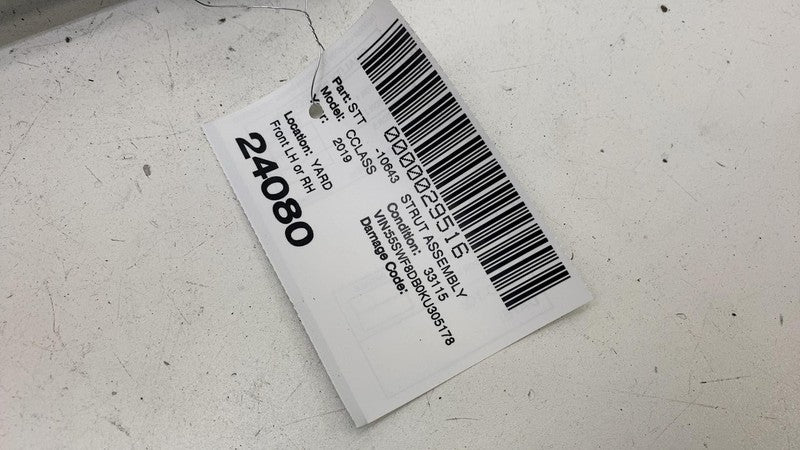 0000029516
Part: STT -10643 STRUT ASSEMBLY
Model: CCLASS Condition: 33115
Year: 2019 VIN:55SWF8DB0KU305178
Damage Code:
Location: YARD
Front LH or RH
24080